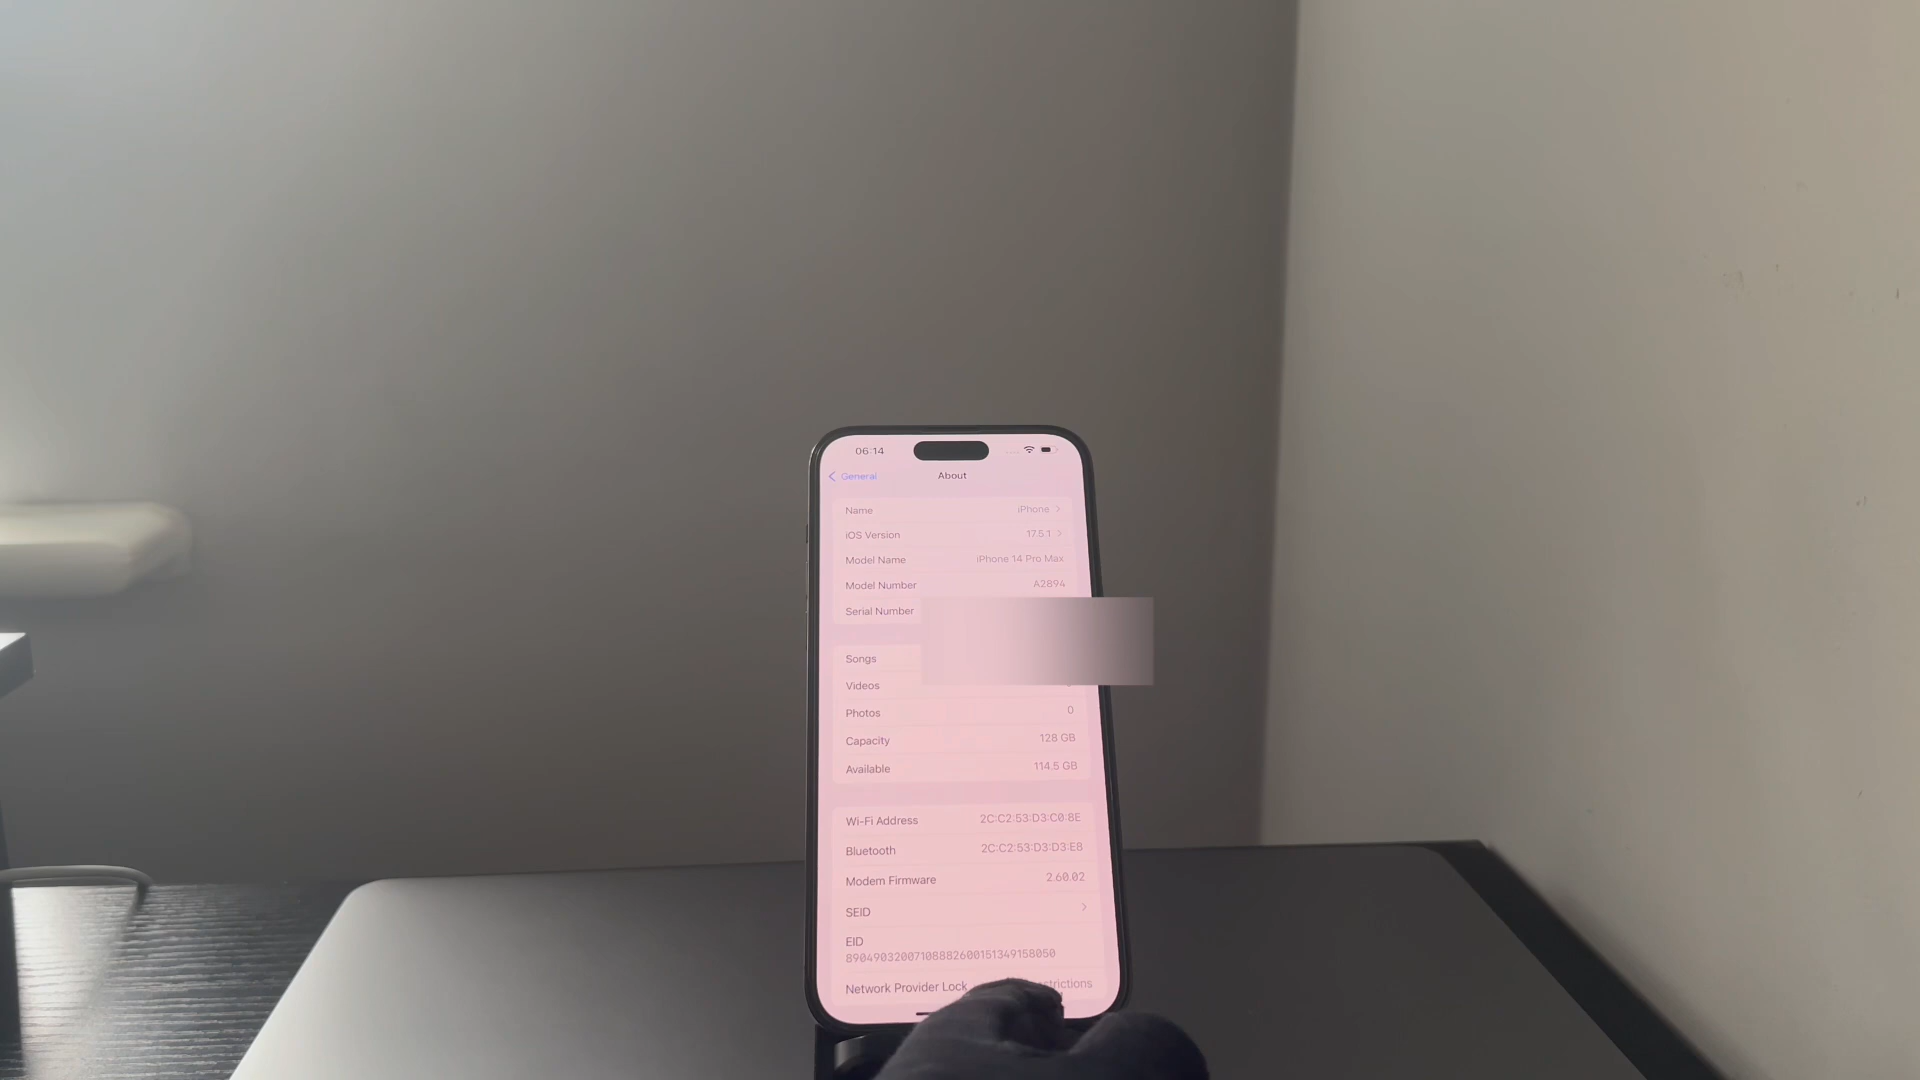 06:14
General
About
Name iPhone
iOS Version 17.5.1
Model Name iPhone 14 Pro Max
Model Number A2894
Serial Number
Songs
Videos
Photos 0
Capacity 128 GB
Available 114.5 GB
Wi-Fi Address 2C:C2:53:D3:C0:8E
Bluetooth 2C:C2:53:D3:D3:E8
Modem Firmware 2.60.02
SEID
EID
89049032007108882600151349158050
Network Provider Lock